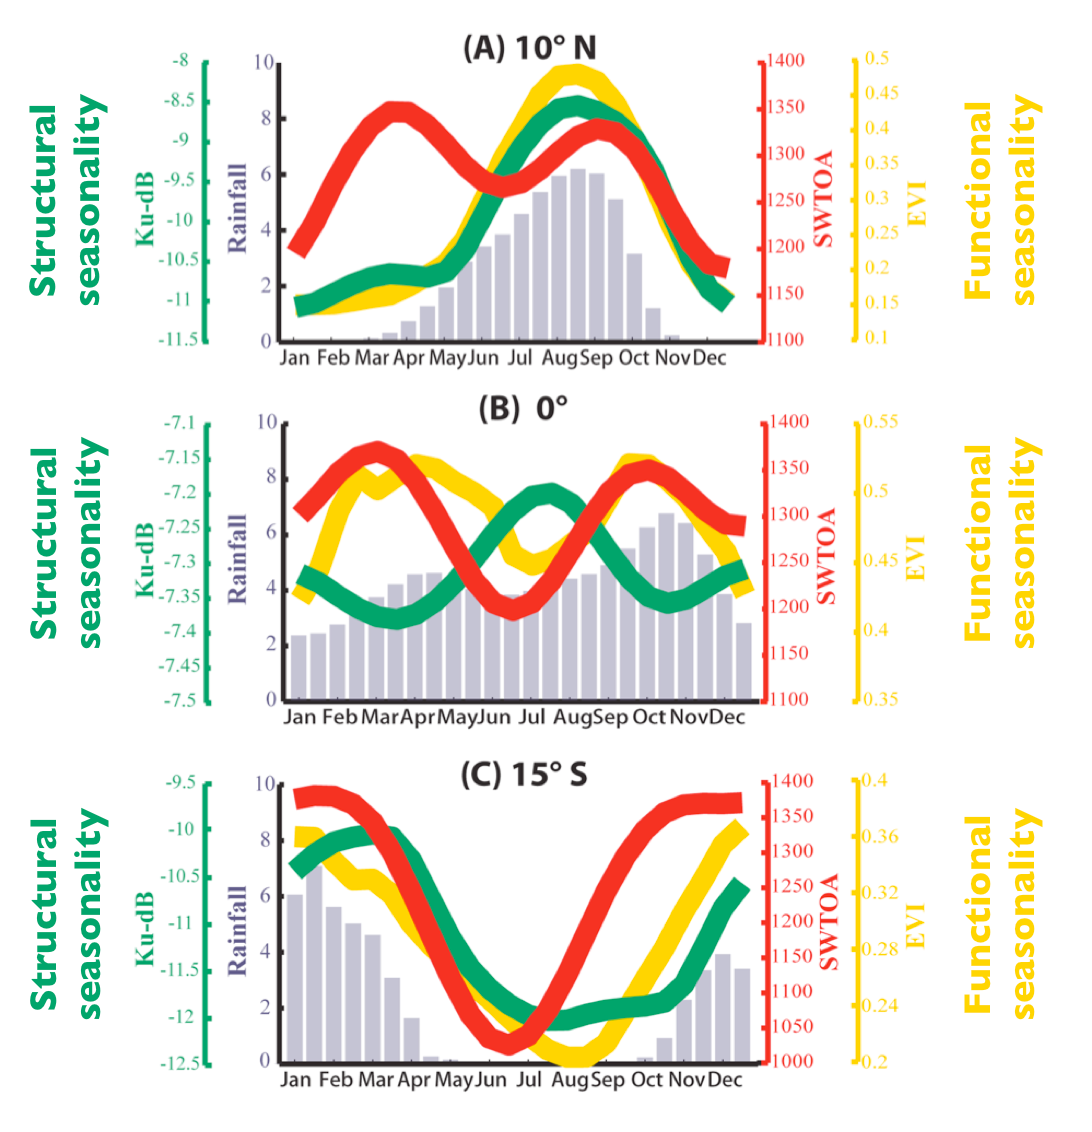 (A) 10° N
Structural
seasonality
Ku-dB
-8
-8.5
-9
-9.5
-10
-10.5
-11
-11.5
Rainfall
10
8
6
4
2
0
Jan Feb Mar Apr May Jun Jul Aug Sep Oct Nov Dec
1400
1350
1300
1250
1200
1150
1100
SWTOA
0.5
0.45
0.4
0.35
0.3
0.25
0.2
0.15
0.1
EVI
Functional
seasonality
(B) 0°
Structural
seasonality
Ku-dB
-7.1
-7.15
-7.2
-7.25
-7.3
-7.35
-7.4
-7.45
-7.5
Rainfall
10
8
6
4
2
0
Jan Feb Mar Apr May Jun Jul Aug Sep Oct Nov Dec
1400
1350
1300
1250
1200
1150
1100
SWTOA
0.55
0.5
0.45
0.4
0.35
EVI
Functional
seasonality
(C) 15° S
Structural
seasonality
Ku-dB
-9.5
-10
-10.5
-11
-11.5
-12
-12.5
Rainfall
10
8
6
4
2
0
Jan Feb Mar Apr May Jun Jul Aug Sep Oct Nov Dec
1400
1350
1300
1250
1200
1150
1100
1050
1000
SWTOA
0.4
0.36
0.32
0.28
0.24
0.2
EVI
Functional
seasonality